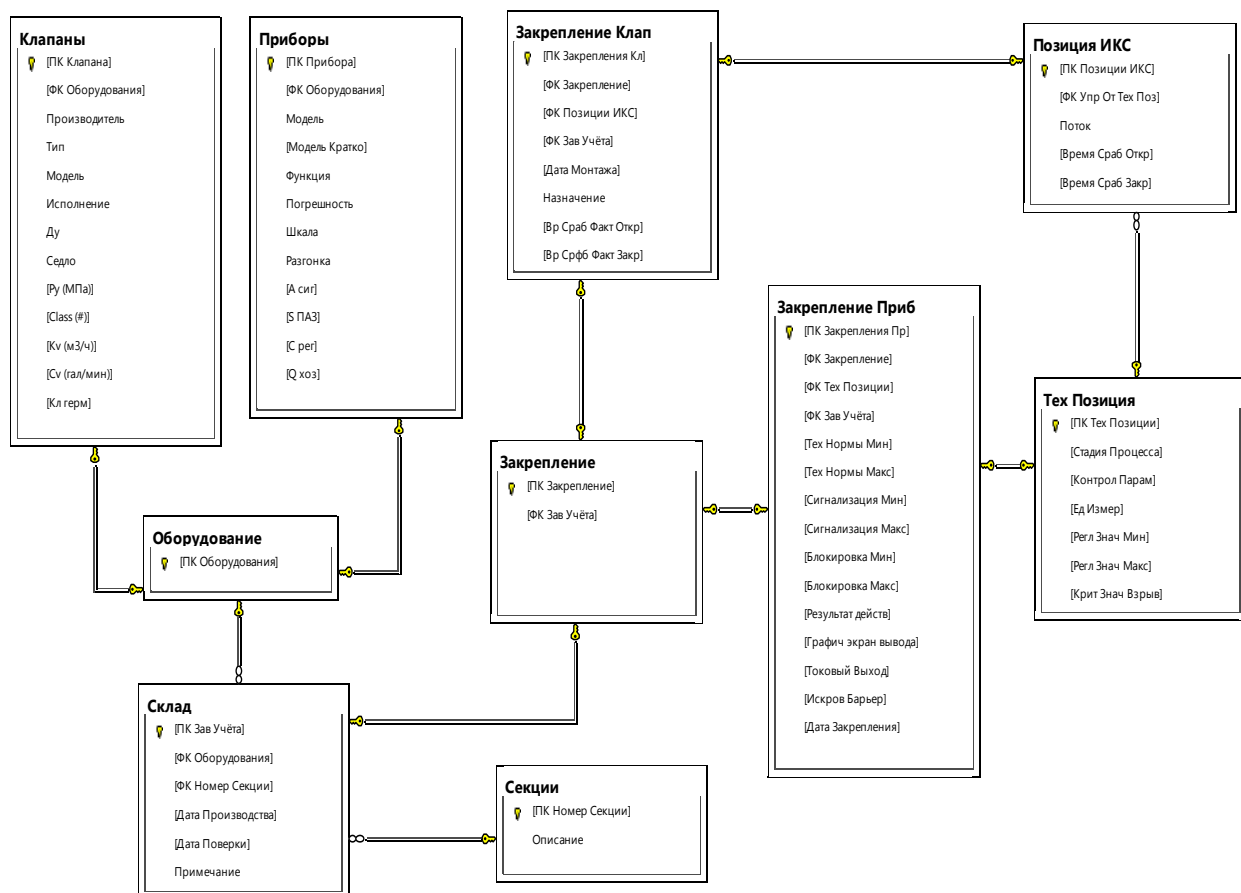 Клапаны
[ПК Клапана]
[ФК Оборудования]
Производитель
Тип
Модель
Исполнение
Ду
Седло
[Py (МПа)]
[Class (#)]
[Kv (м3/ч)]
[Cv (гал/мин)]
[Кл герм]
Приборы
[ПК Прибора]
[ФК Оборудования]
Модель
[Модель Кратко]
Функция
Погрешность
Шкала
Разгонка
[A сиг]
[S ПАЗ]
[C рег]
[Q хоз]
Закрепление Клап
[ПК Закрепления Кл]
[ФК Закрепление]
[ФК Позиции ИКС]
[ФК Зав Учёта]
[Дата Монтажа]
Назначение
[Вр Сраб Факт Откр]
[Вр Срфб Факт Закр]
Позиция ИКС
[ПК Позиции ИКС]
[ФК Упр От Тех Поз]
Поток
[Время Сраб Откр]
[Время Сраб Закр]
Закрепление Приб
[ПК Закрепления Пр]
[ФК Закрепление]
[ФК Тех Позиции]
[ФК Зав Учёта]
[Тех Нормы Мин]
[Тех Нормы Макс]
[Сигнализация Мин]
[Сигнализация Макс]
[Блокировка Мин]
[Блокировка Макс]
[Результат действ]
[Графич экран вывода]
[Токовый Выход]
[Искров Барьер]
[Дата Закрепления]
Тех Позиция
[ПК Тех Позиции]
[Стадия Процесса]
[Контрол Парам]
[Ед Измер]
[Регл Знач Мин]
[Регл Знач Макс]
[Крит Знач Взрыв]
Закрепление
[ПК Закрепление]
[ФК Зав Учёта]
Оборудование
[ПК Оборудования]
Склад
[ПК Зав Учёта]
[ФК Оборудования]
[ФК Номер Секции]
[Дата Производства]
[Дата Поверки]
Примечание
Секции
[ПК Номер Секции]
Описание